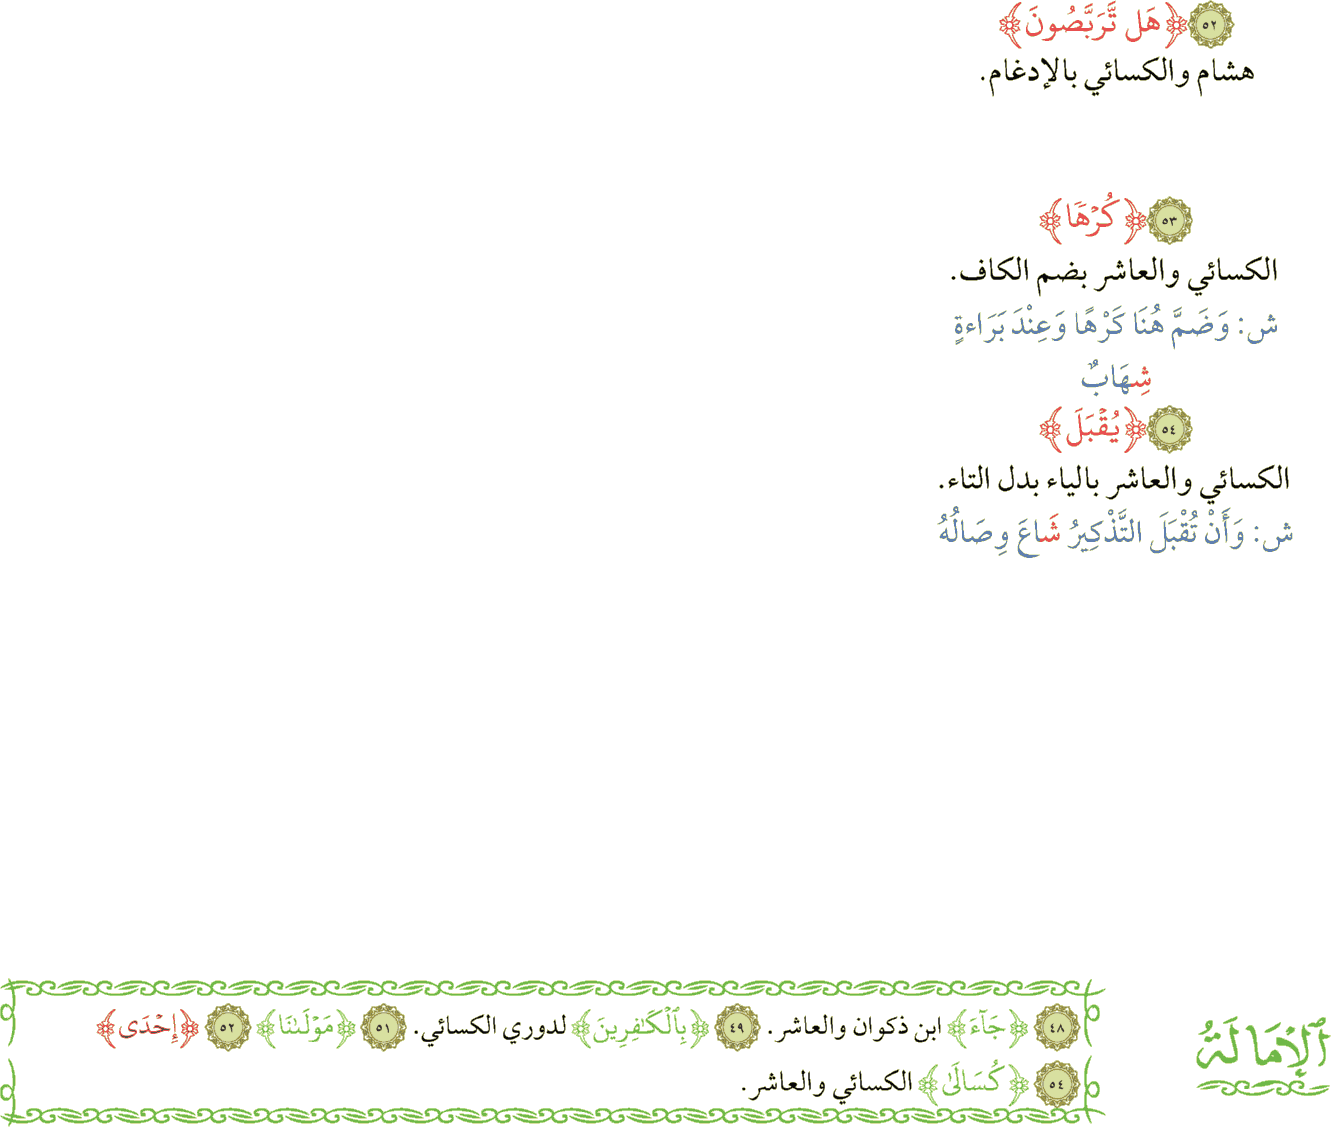 ٥٢ ﴿هَل تَّرَبَّصُونَ﴾
هشام والكسائي بالإدغام.
٥٣ ﴿كُرْهًا﴾
الكسائي والعاشر بضم الكاف.
ش: وَضَمَّ هُنَا كَرْهًا وَعِنْدَ بَرَاءةٍ
شِهَابٌ
٥٤ ﴿يُقْبَلَ﴾
الكسائي والعاشر بالياء بدل التاء.
ش: وَأَنْ تُقْبَلَ التَّذْكِيرُ شَاعَ وِصَالُهُ
ٱلْإِمَالَةُ
٤٨ ﴿جَآءَ﴾ ابن ذكوان والعاشر. ٤٩ ﴿بِٱلْكَٰفِرِينَ﴾ لدوري الكسائي. ٥١ ﴿مَوْلَىٰنَا﴾ ٥٢ ﴿إِحْدَى﴾
٥٤ ﴿كُسَالَىٰ﴾ الكسائي والعاشر.